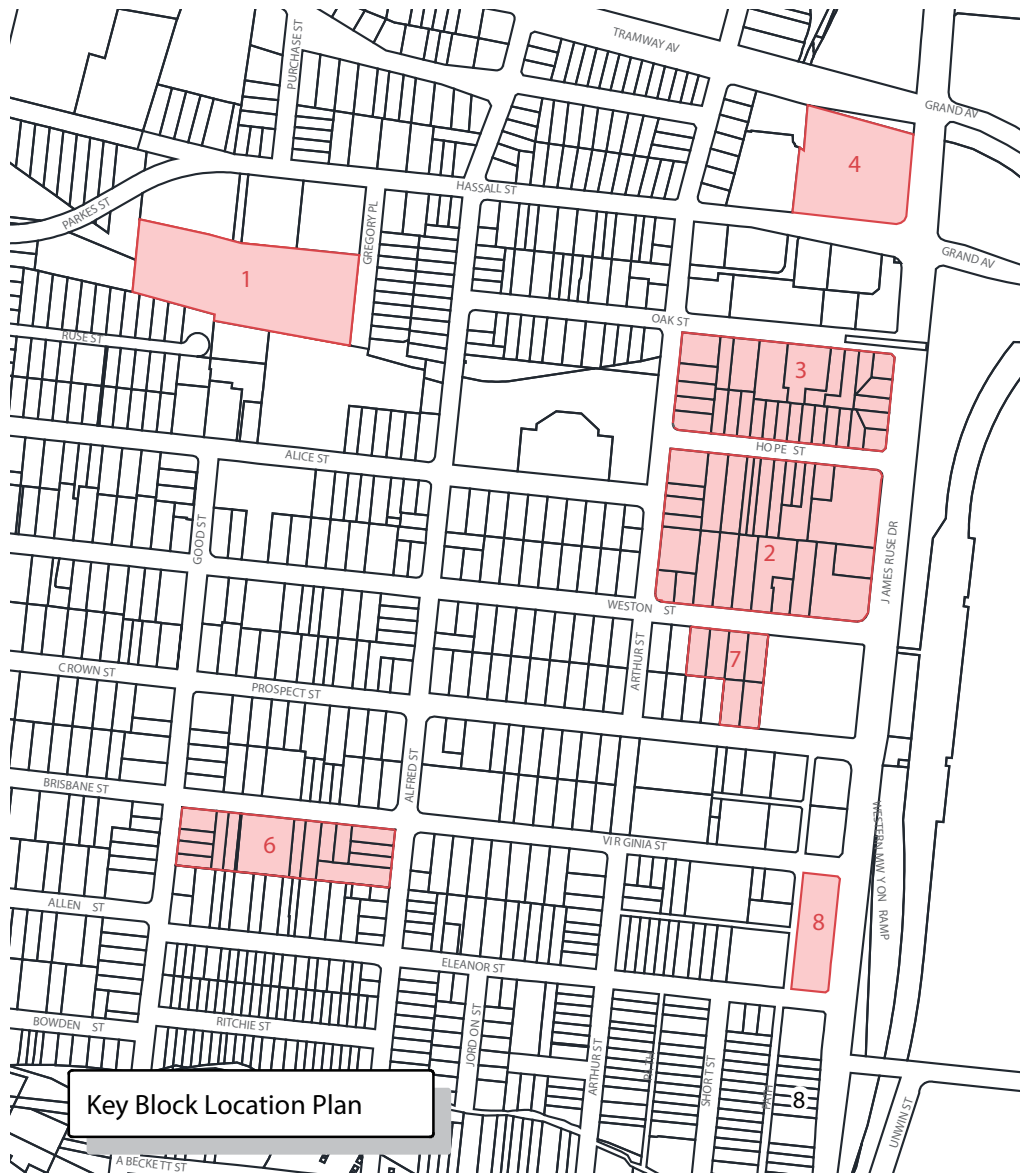 TRAMWAY AV
PURCHASE ST
GRAND AV
4
HASSALL ST
PARKES ST
GREGORY PL
GRAND AV
1
OAK ST
RUSE ST
3
HOPE ST
ALICE ST
GOOD ST
JAMES RUSE DR
2
WESTON ST
ARTHUR ST
7
CROWN ST
PROSPECT ST
ALFRED ST
BRISBANE ST
WESTERN MWY ON RAMP
VIRGINIA ST
6
ALLEN ST
8
ELEANOR ST
BOWDEN ST
RITCHIE ST
JORDON ST
ARTHUR ST
SHORT ST
8
UNWIN ST
Key Block Location Plan
A BECKETT ST